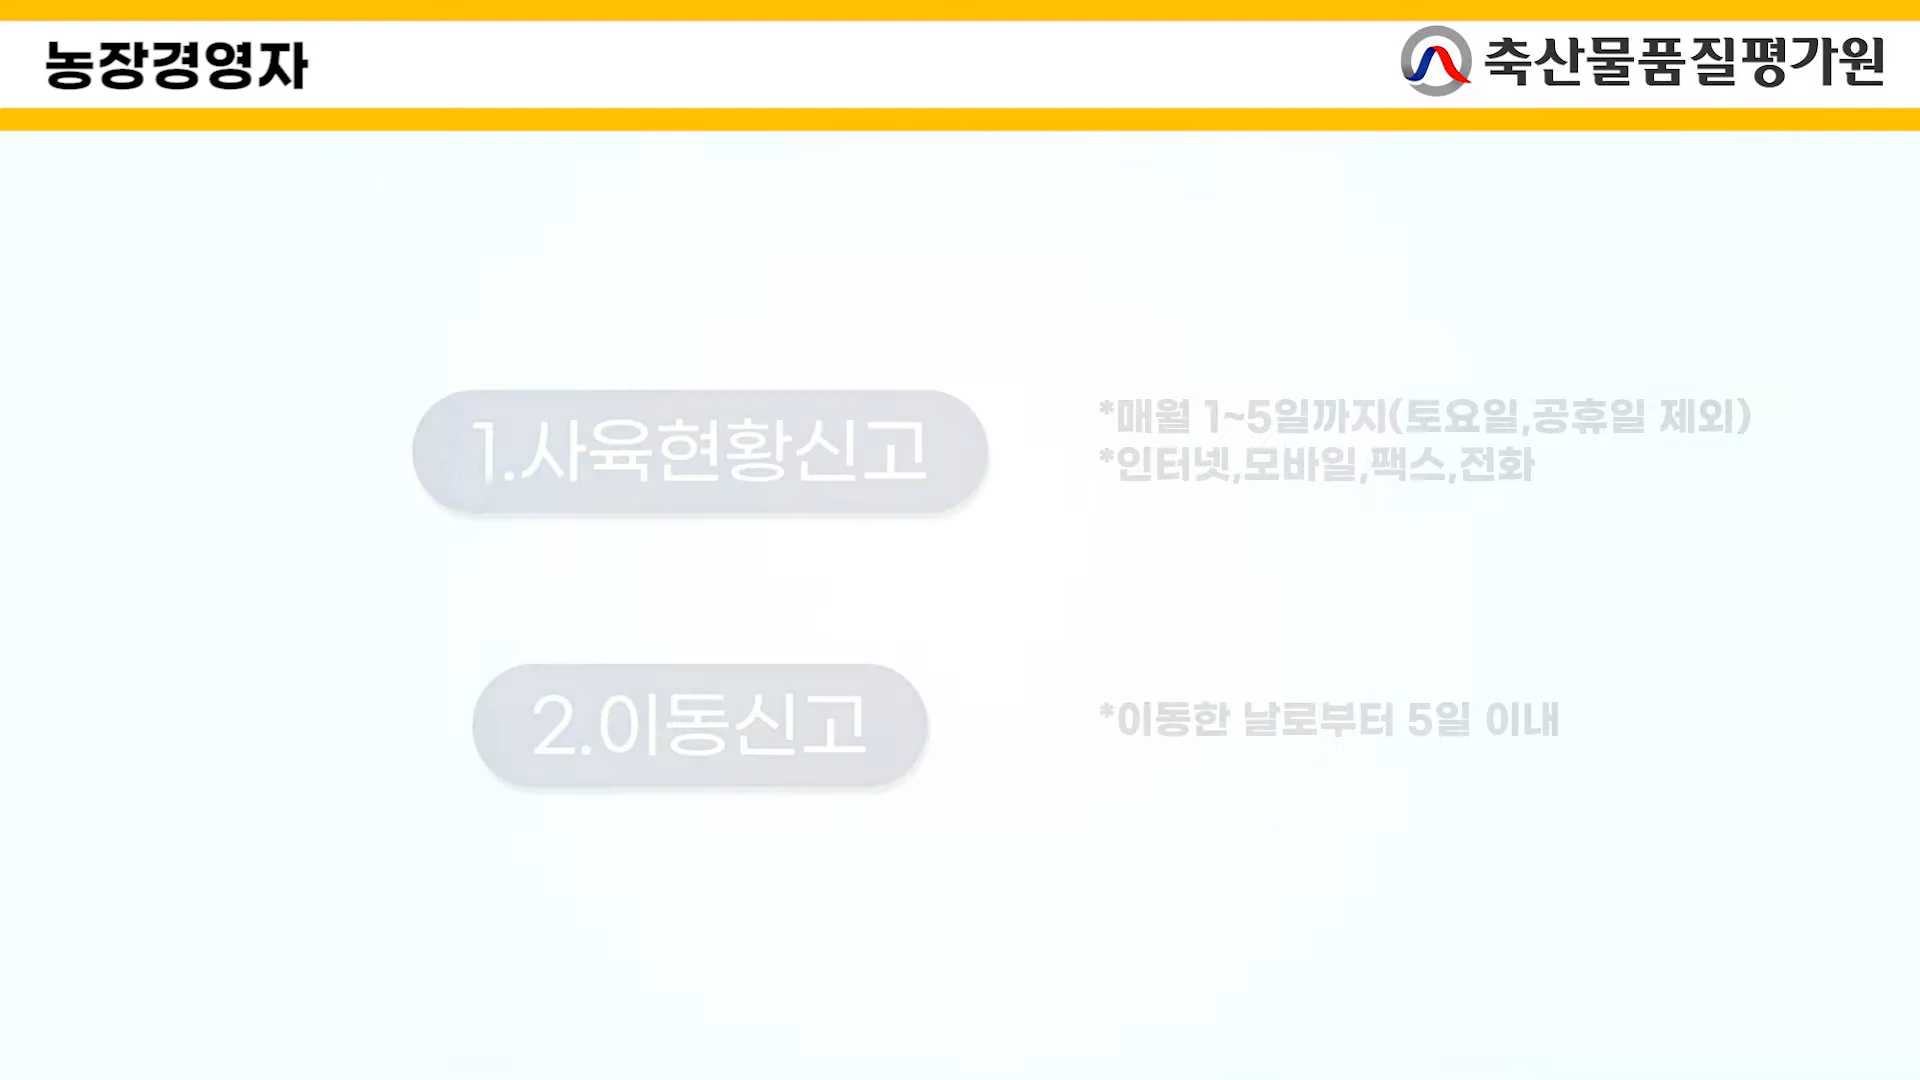 농장경영자
축산물품질평가원
1.사육현황신고
*매월 1~5일까지(토요일,공휴일 제외)
*인터넷,모바일,팩스,전화
2.이동신고
*이동한 날로부터 5일 이내